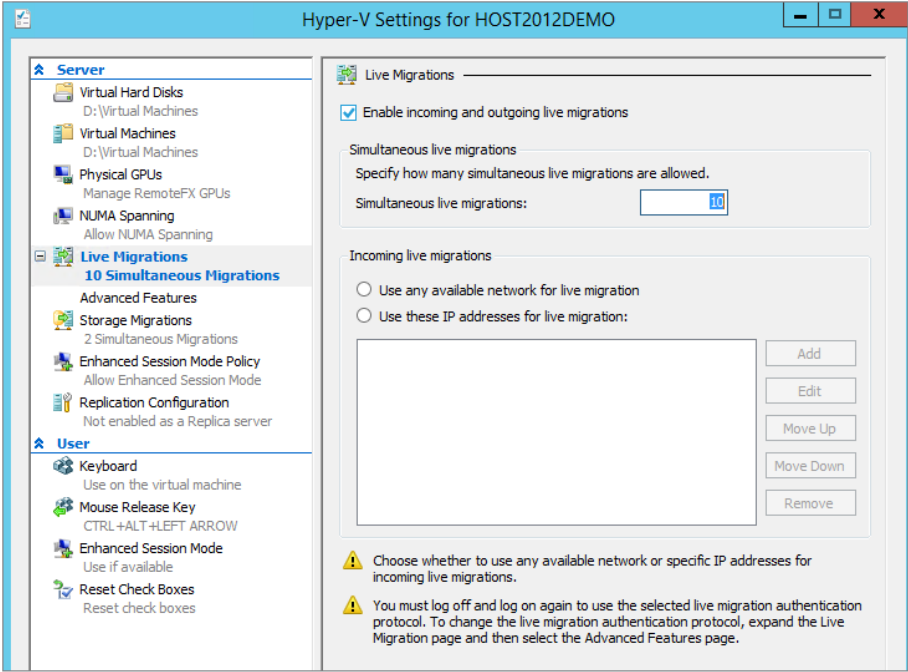 Hyper-V Settings for HOST2012DEMO
Server
Virtual Hard Disks
D:\Virtual Machines
Virtual Machines
D:\Virtual Machines
Physical GPUs
Manage RemoteFX GPUs
NUMA Spanning
Allow NUMA Spanning
Live Migrations
10 Simultaneous Migrations
Advanced Features
Storage Migrations
2 Simultaneous Migrations
Enhanced Session Mode Policy
Allow Enhanced Session Mode
Replication Configuration
Not enabled as a Replica server
User
Keyboard
Use on the virtual machine
Mouse Release Key
CTRL+ALT+LEFT ARROW
Enhanced Session Mode
Use if available
Reset Check Boxes
Reset check boxes
Live Migrations
Enable incoming and outgoing live migrations
Simultaneous live migrations
Specify how many simultaneous live migrations are allowed.
Simultaneous live migrations: 10
Incoming live migrations
Use any available network for live migration
Use these IP addresses for live migration:
Add
Edit
Move Up
Move Down
Remove
Choose whether to use any available network or specific IP addresses for
incoming live migrations.
You must log off and log on again to use the selected live migration authentication
protocol. To change the live migration authentication protocol, expand the Live
Migration page and then select the Advanced Features page.